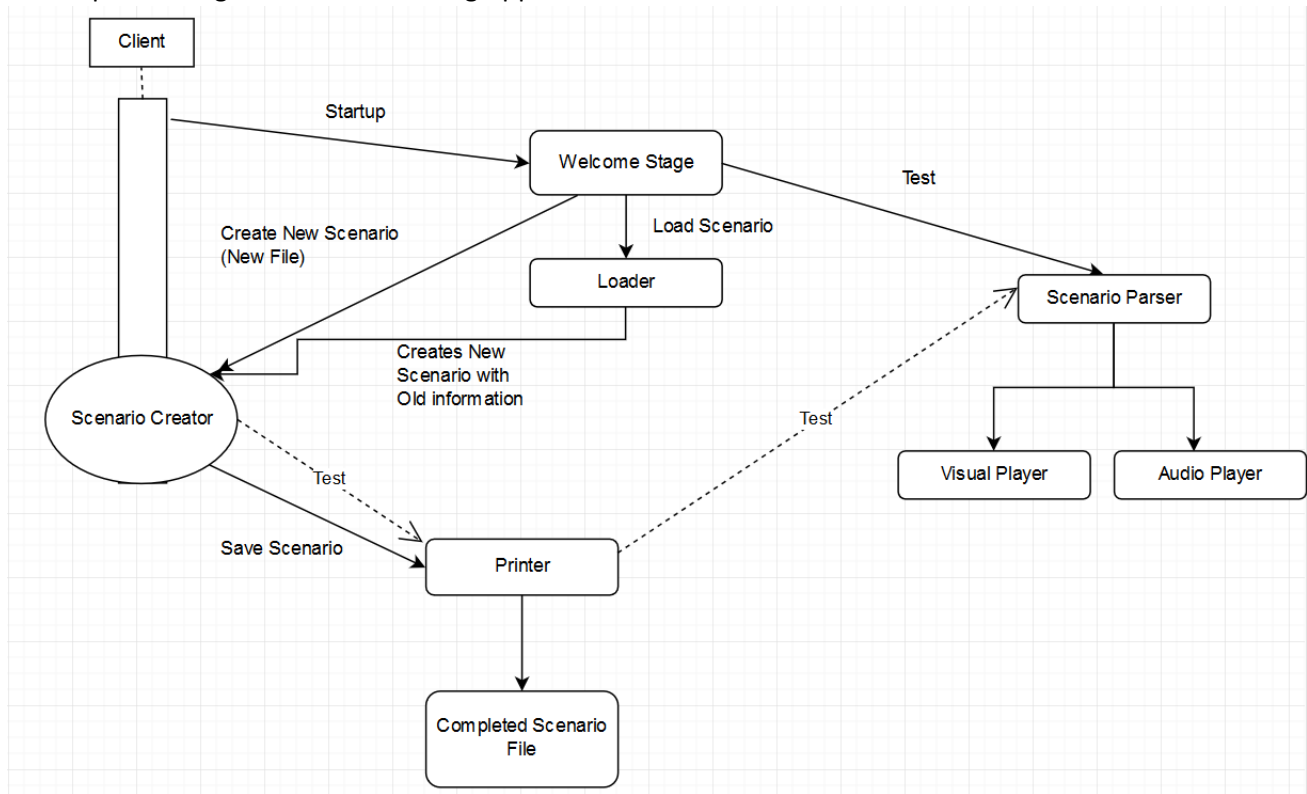 Client
Startup
Welcome Stage
Test
Create New Scenario
(New File)
Load Scenario
Loader
Scenario Parser
Creates New
Scenario with
Old information
Scenario Creator
Test
Visual Player
Audio Player
Test
Save Scenario
Printer
Completed Scenario
File